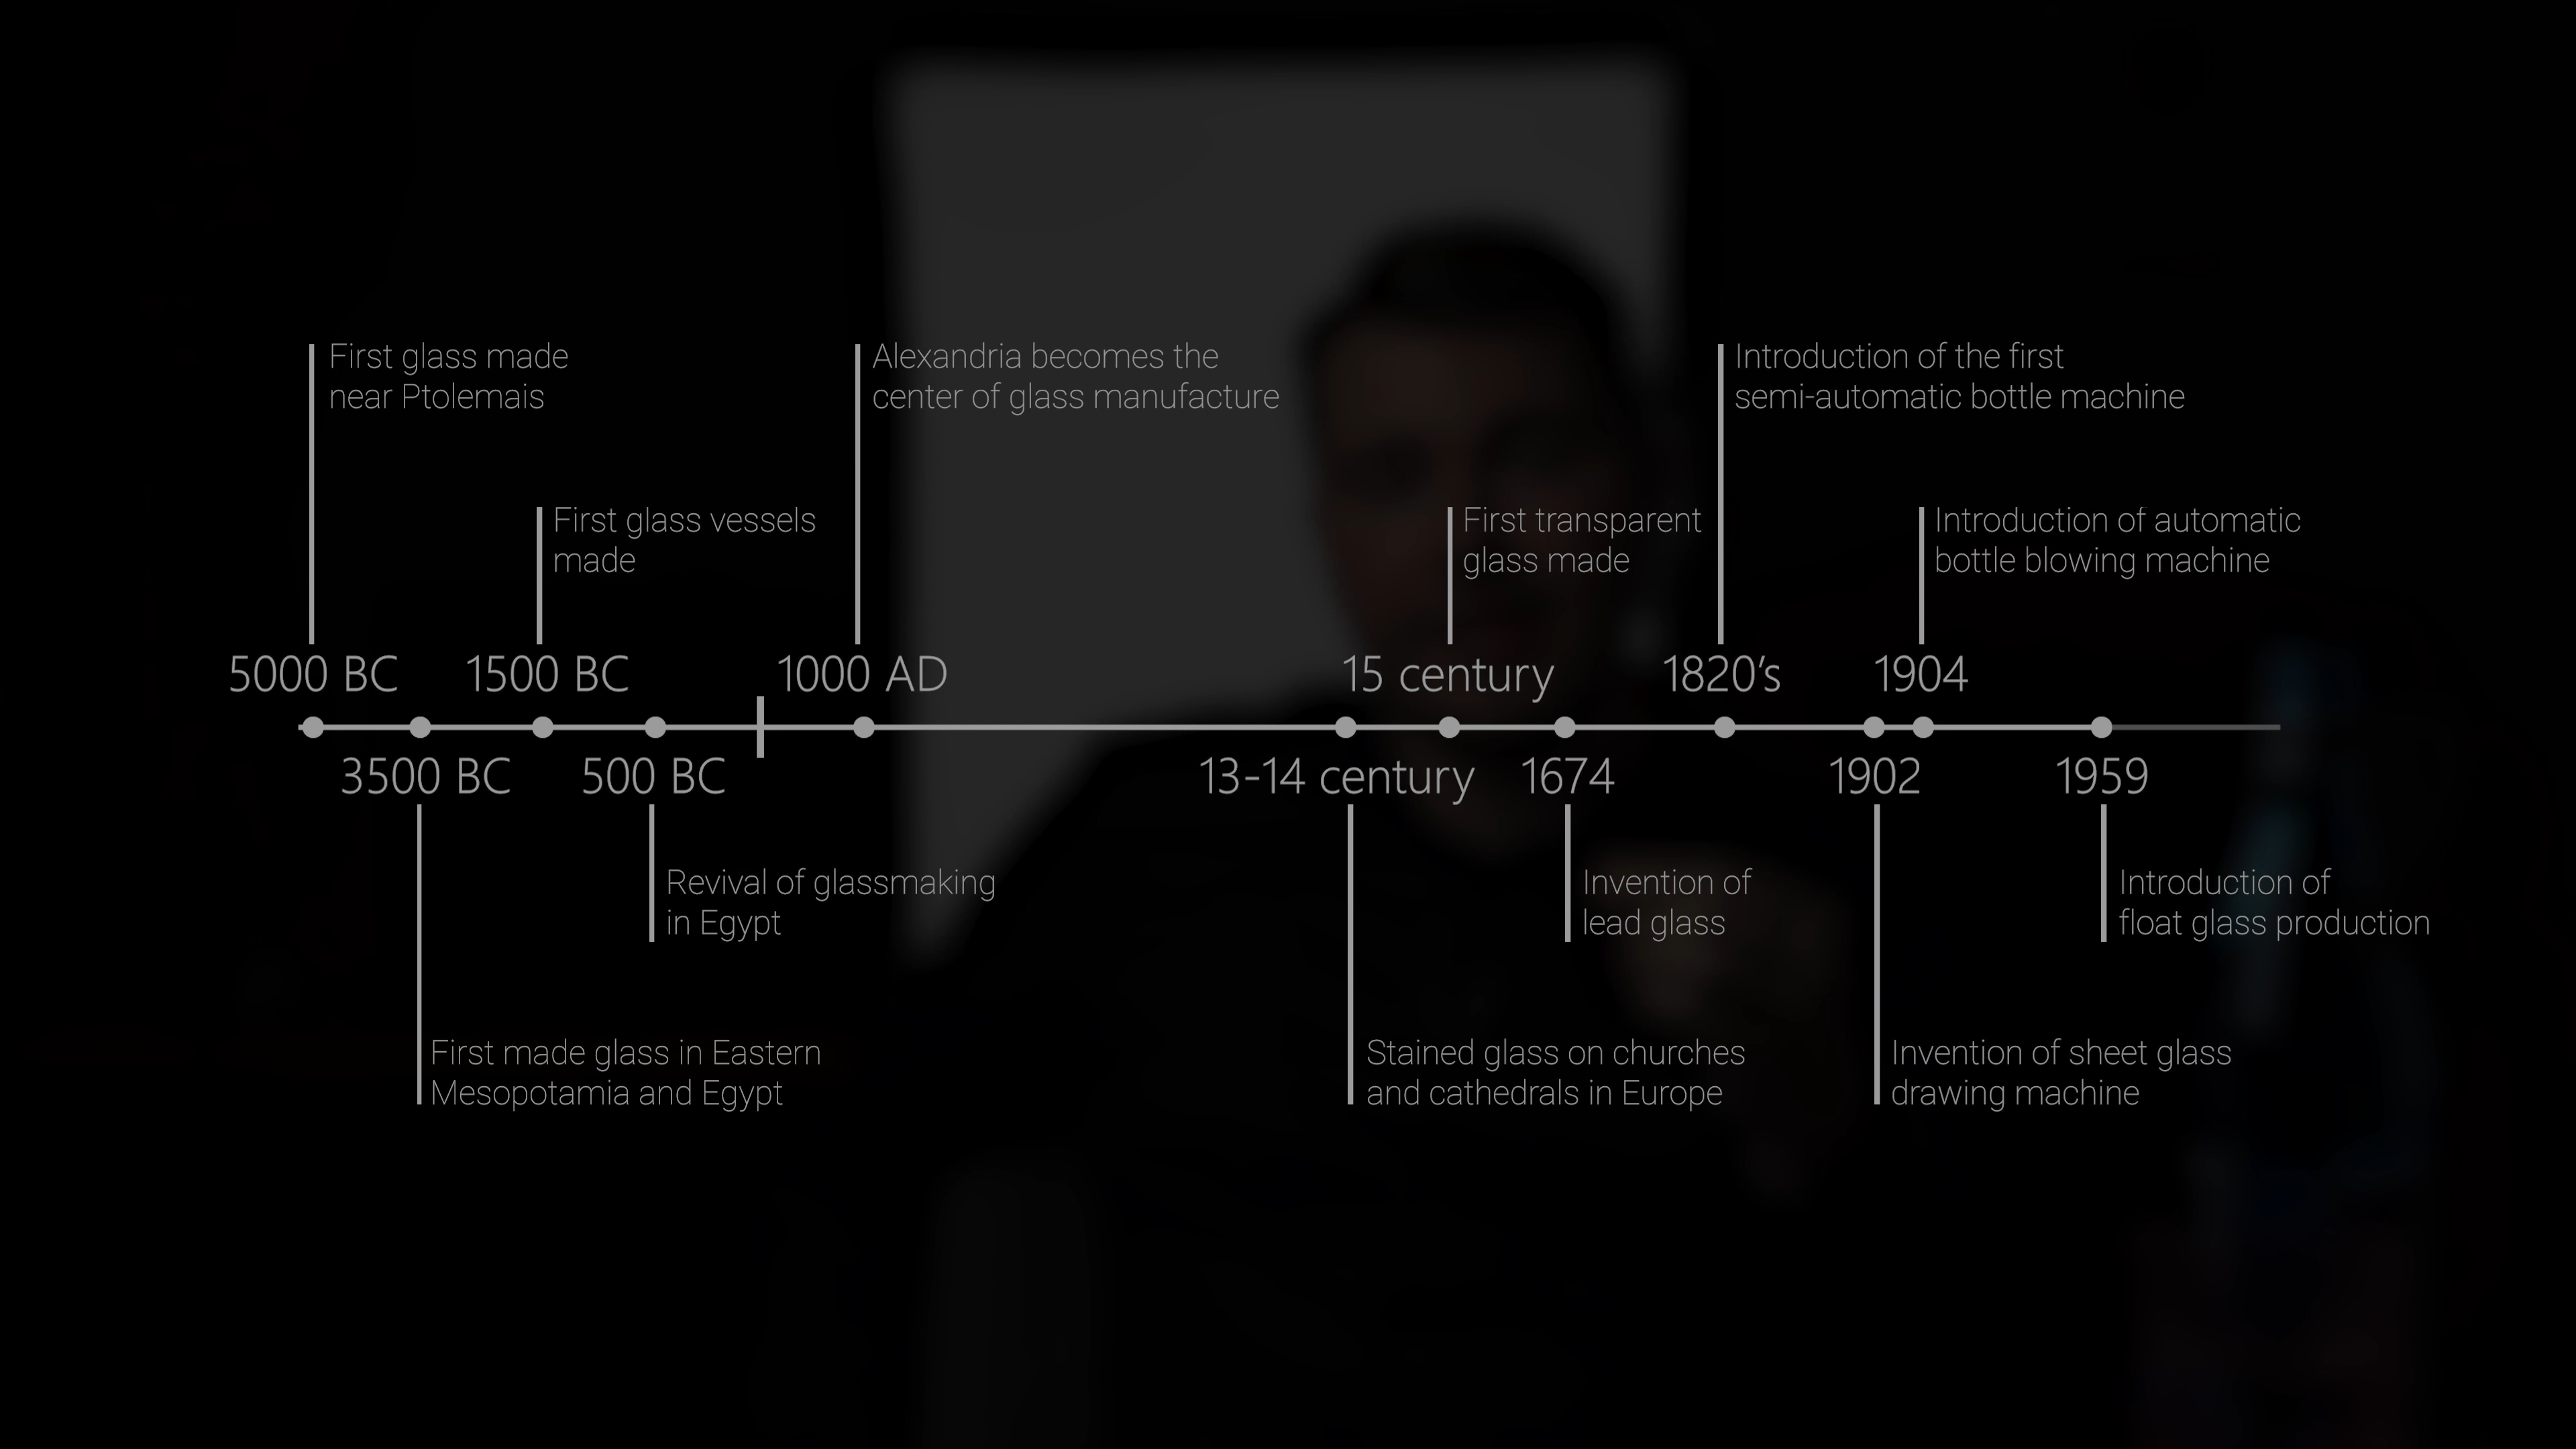 First glass made
near Ptolemais
Alexandria becomes the
center of glass manufacture
Introduction of the first
semi-automatic bottle machine
First glass vessels
made
First transparent
glass made
Introduction of automatic
bottle blowing machine
5000 BC
1500 BC
1000 AD
15 century
1820's
1904
3500 BC
500 BC
13-14 century
1674
1902
1959
Revival of glassmaking
in Egypt
Invention of
lead glass
Introduction of
float glass production
First made glass in Eastern
Mesopotamia and Egypt
Stained glass on churches
and cathedrals in Europe
Invention of sheet glass
drawing machine